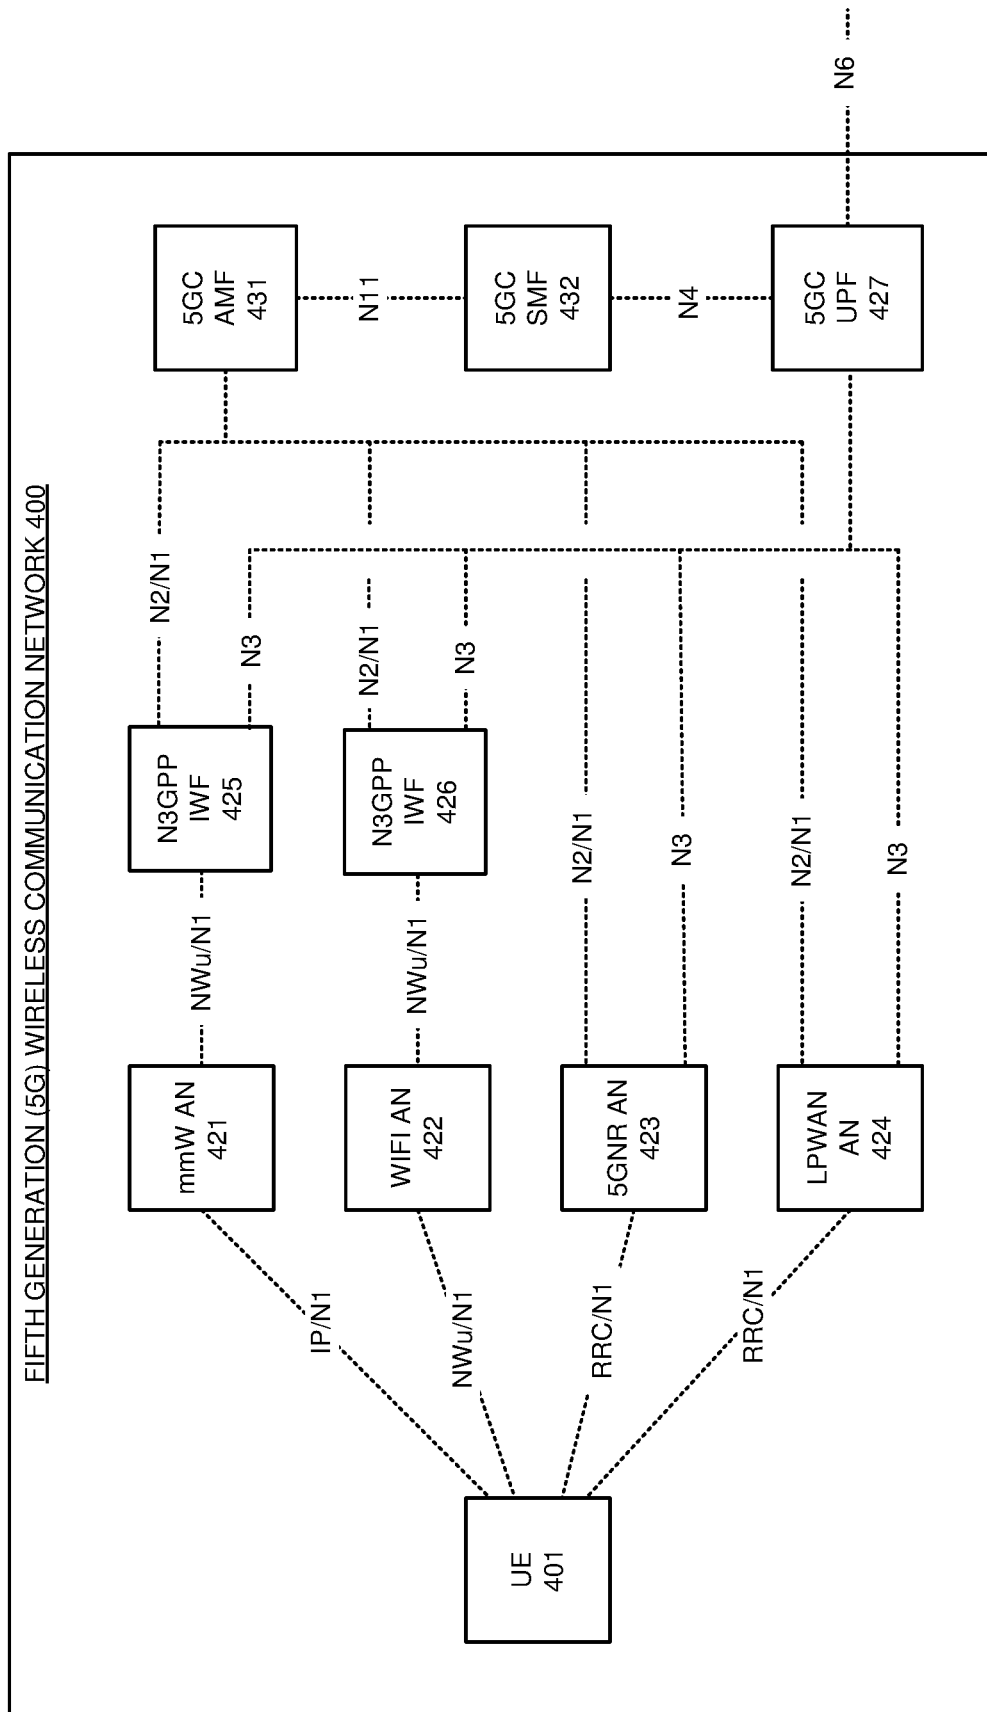 FIFTH GENERATION (5G) WIRELESS COMMUNICATION NETWORK 400
UE
401
IP/N1
NWu/N1
RRC/N1
RRC/N1
mmW AN
421
WIFI AN
422
5GNR AN
423
LPWAN
AN
424
NWu/N1
NWu/N1
N3GPP
IWF
425
N3GPP
IWF
426
N2/N1
N3
N2/N1
N3
N2/N1
N3
N2/N1
N3
5GC
AMF
431
N11
5GC
SMF
432
N4
5GC
UPF
427
N6